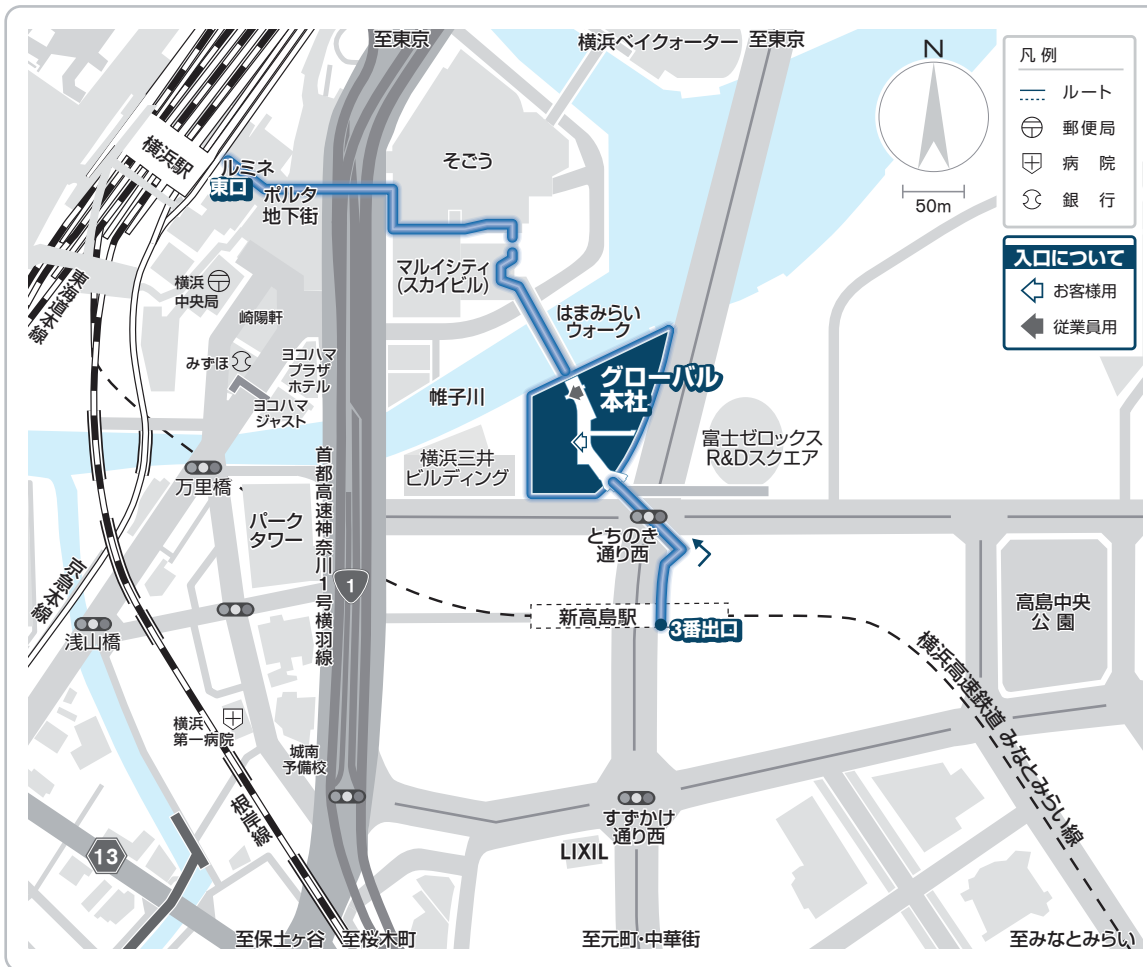 至東京
横浜ベイクォーター
至東京
N
50m
凡例
ルート
郵便局
病院
銀行
入口について
お客様用
従業員用
横浜駅
ルミネ
東口
ポルタ
地下街
そごう
マルイシティ
(スカイビル)
はまみらい
ウォーク
グローバル
本社
東海道本線
横浜
中央局
崎陽軒
みずほ
ヨコハマ
プラザ
ホテル
ヨコハマ
ジャスト
帷子川
横浜三井
ビルディング
富士ゼロックス
R&Dスクエア
万里橋
パーク
タワー
首都高速神奈川1号横羽線
1
とちのき
通り西
京急本線
浅山橋
新高島駅
3番出口
高島中央
公園
横浜高速鉄道 みなとみらい線
横浜
第一病院
城南
予備校
根岸線
13
すずかけ
通り西
LIXIL
至保土ヶ谷
至桜木町
至元町・中華街
至みなとみらい